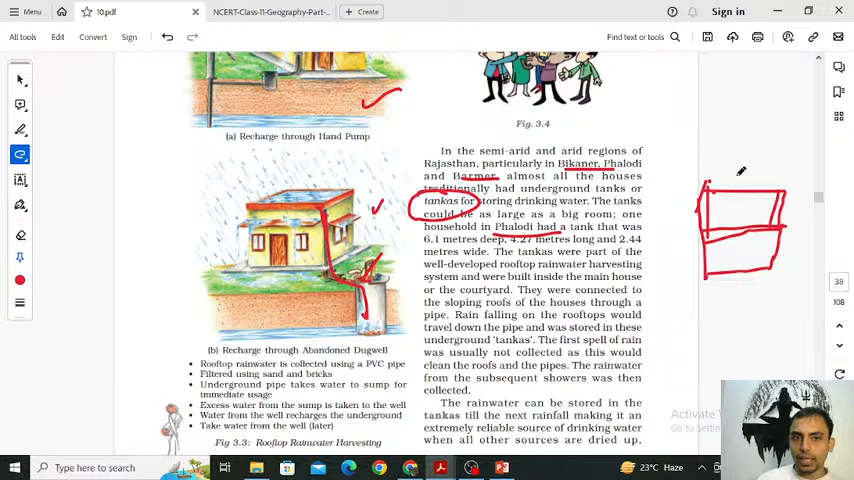 Menu
10.pdf
NCERT-Class-11-Geography-Part-...
Create
Sign in
All tools
Edit
Convert
Sign
Find text or tools
(a) Recharge through Hand Pump
(b) Recharge through Abandoned Dugwell
• Rooftop rainwater is collected using a PVC pipe
• Filtered using sand and bricks
• Underground pipe takes water to sump for
immediate usage
• Excess water from the sump is taken to the well
• Water from the well recharges the underground
• Take water from the well (later)
Fig 3.3: Rooftop Rainwater Harvesting
Fig. 3.4
In the semi-arid and arid regions of
Rajasthan, particularly in Bikaner, Phalodi
and Barmer, almost all the houses
traditionally had underground tanks or
tankas for storing drinking water. The tanks
could be as large as a big room; one
household in Phalodi had a tank that was
6.1 metres deep, 4.27 metres long and 2.44
metres wide. The tankas were part of the
well-developed rooftop rainwater harvesting
system and were built inside the main house
or the courtyard. They were connected to
the sloping roofs of the houses through a
pipe. Rain falling on the rooftops would
travel down the pipe and was stored in these
underground 'tankas'. The first spell of rain
was usually not collected as this would
clean the roofs and the pipes. The rainwater
from the subsequent showers was then
collected.
The rainwater can be stored in the
tankas till the next rainfall making it an
extremely reliable source of drinking water
when all other sources are dried up,
38
40
Activate
Go to Setting
Type here to search
23°C Haze